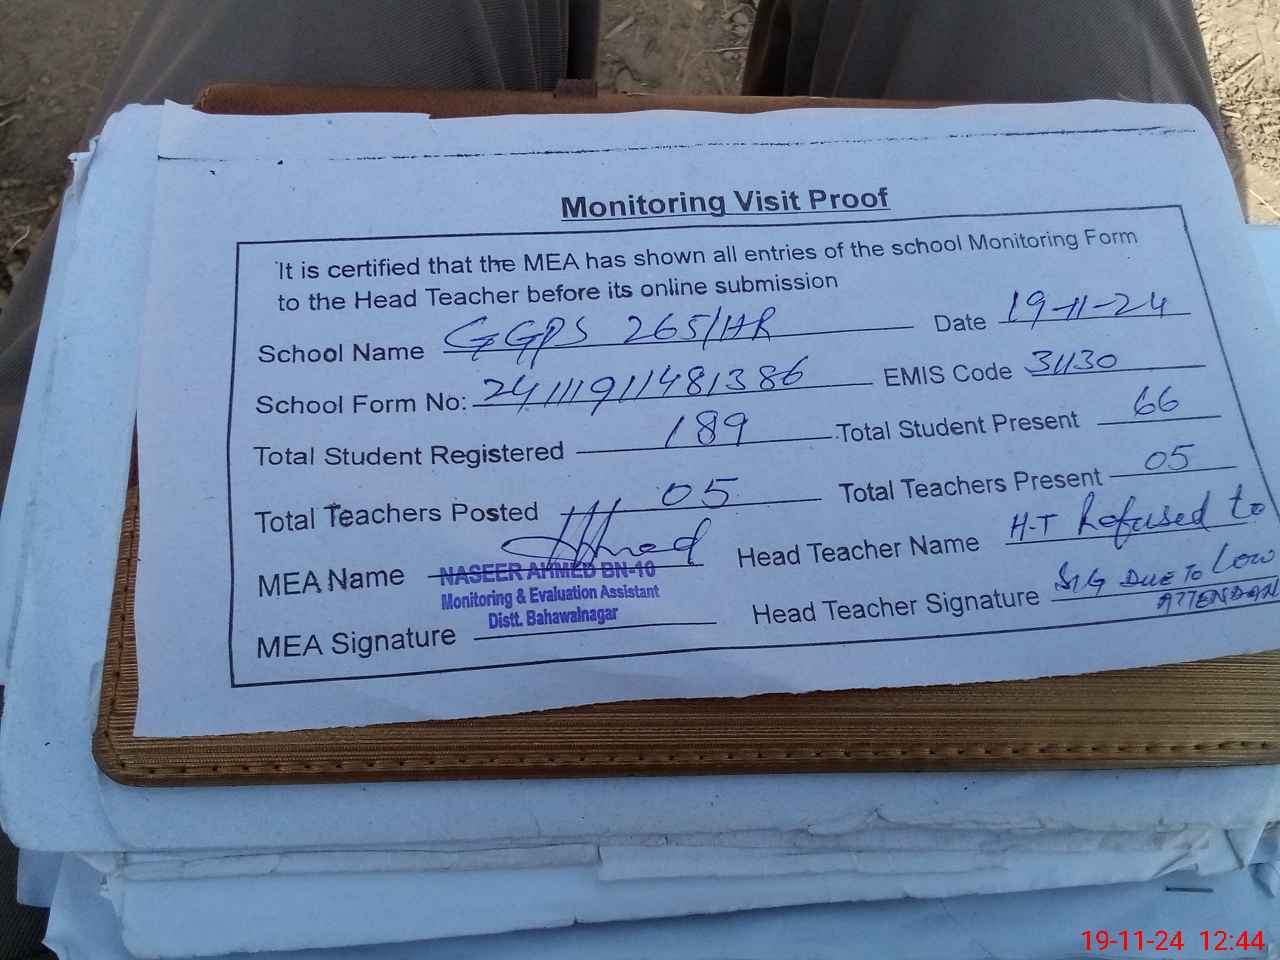 Monitoring Visit Proof
It is certified that the MEA has shown all entries of the school Monitoring Form
to the Head Teacher before its online submission
School Name GGPS 265/HR Date 19-11-24
School Form No: 24111911481386 EMIS Code 31130
Total Student Registered 189 Total Student Present 66
Total Teachers Posted 05 Total Teachers Present 05
MEA Name Ahmed Head Teacher Name H-T Refused to
NASEER AHMED BN-10
Monitoring & Evaluation Assistant
Distt. Bahawalnagar
MEA Signature Head Teacher Signature SIG DUE TO LOW
ATTENDAN
19-11-24 12:44